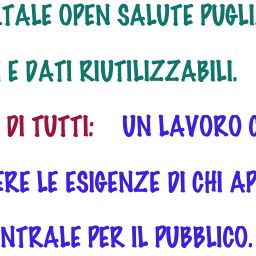 TALE OPEN SALUTE PUGLI
E DATI RIUTILIZZABILI.
DI TUTTI: UN LAVORO
ERE LE ESIGENZE DI CHI AP
NTRALE PER IL PUBBLICO.